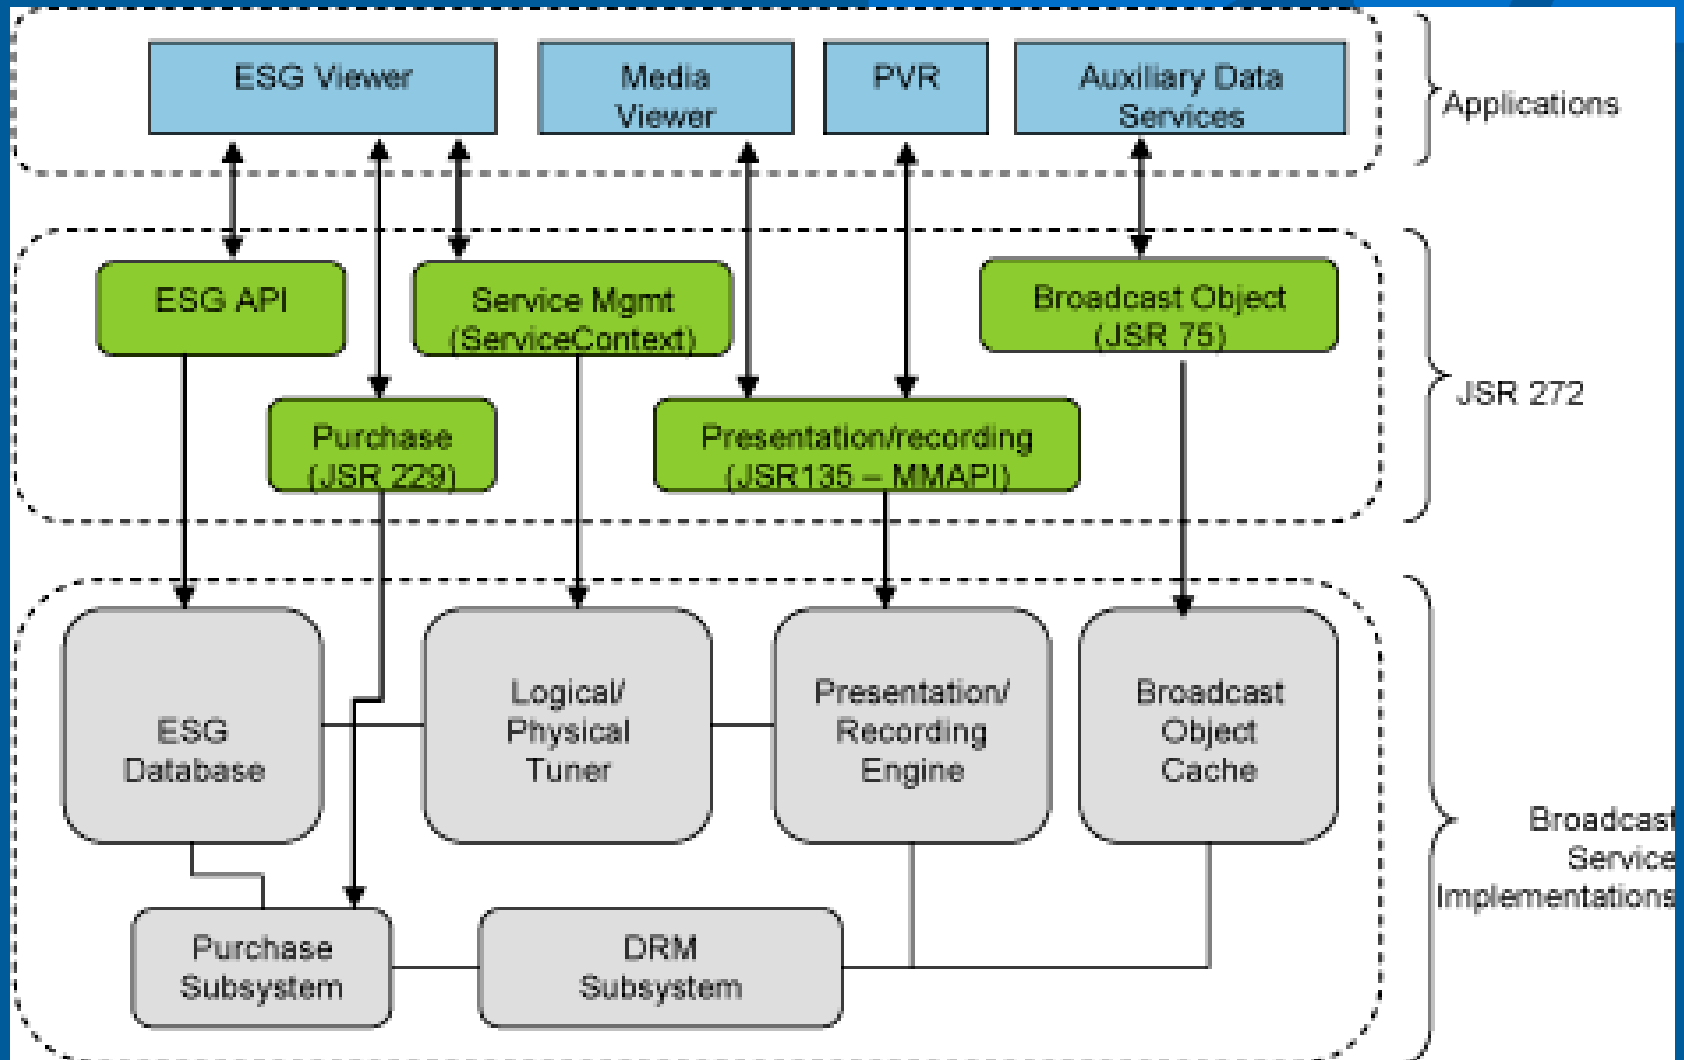 ESG Viewer
Media
Viewer
PVR
Auxiliary Data
Services
Applications
ESG API
Service Mgmt
(ServiceContext)
Broadcast Object
(JSR 75)
JSR 272
Purchase
(JSR 229)
Presentation/recording
(JSR135 – MMAPI)
ESG
Database
Logical/
Physical
Tuner
Presentation/
Recording
Engine
Broadcast
Object
Cache
Broadcast
Service
Implementations
Purchase
Subsystem
DRM
Subsystem